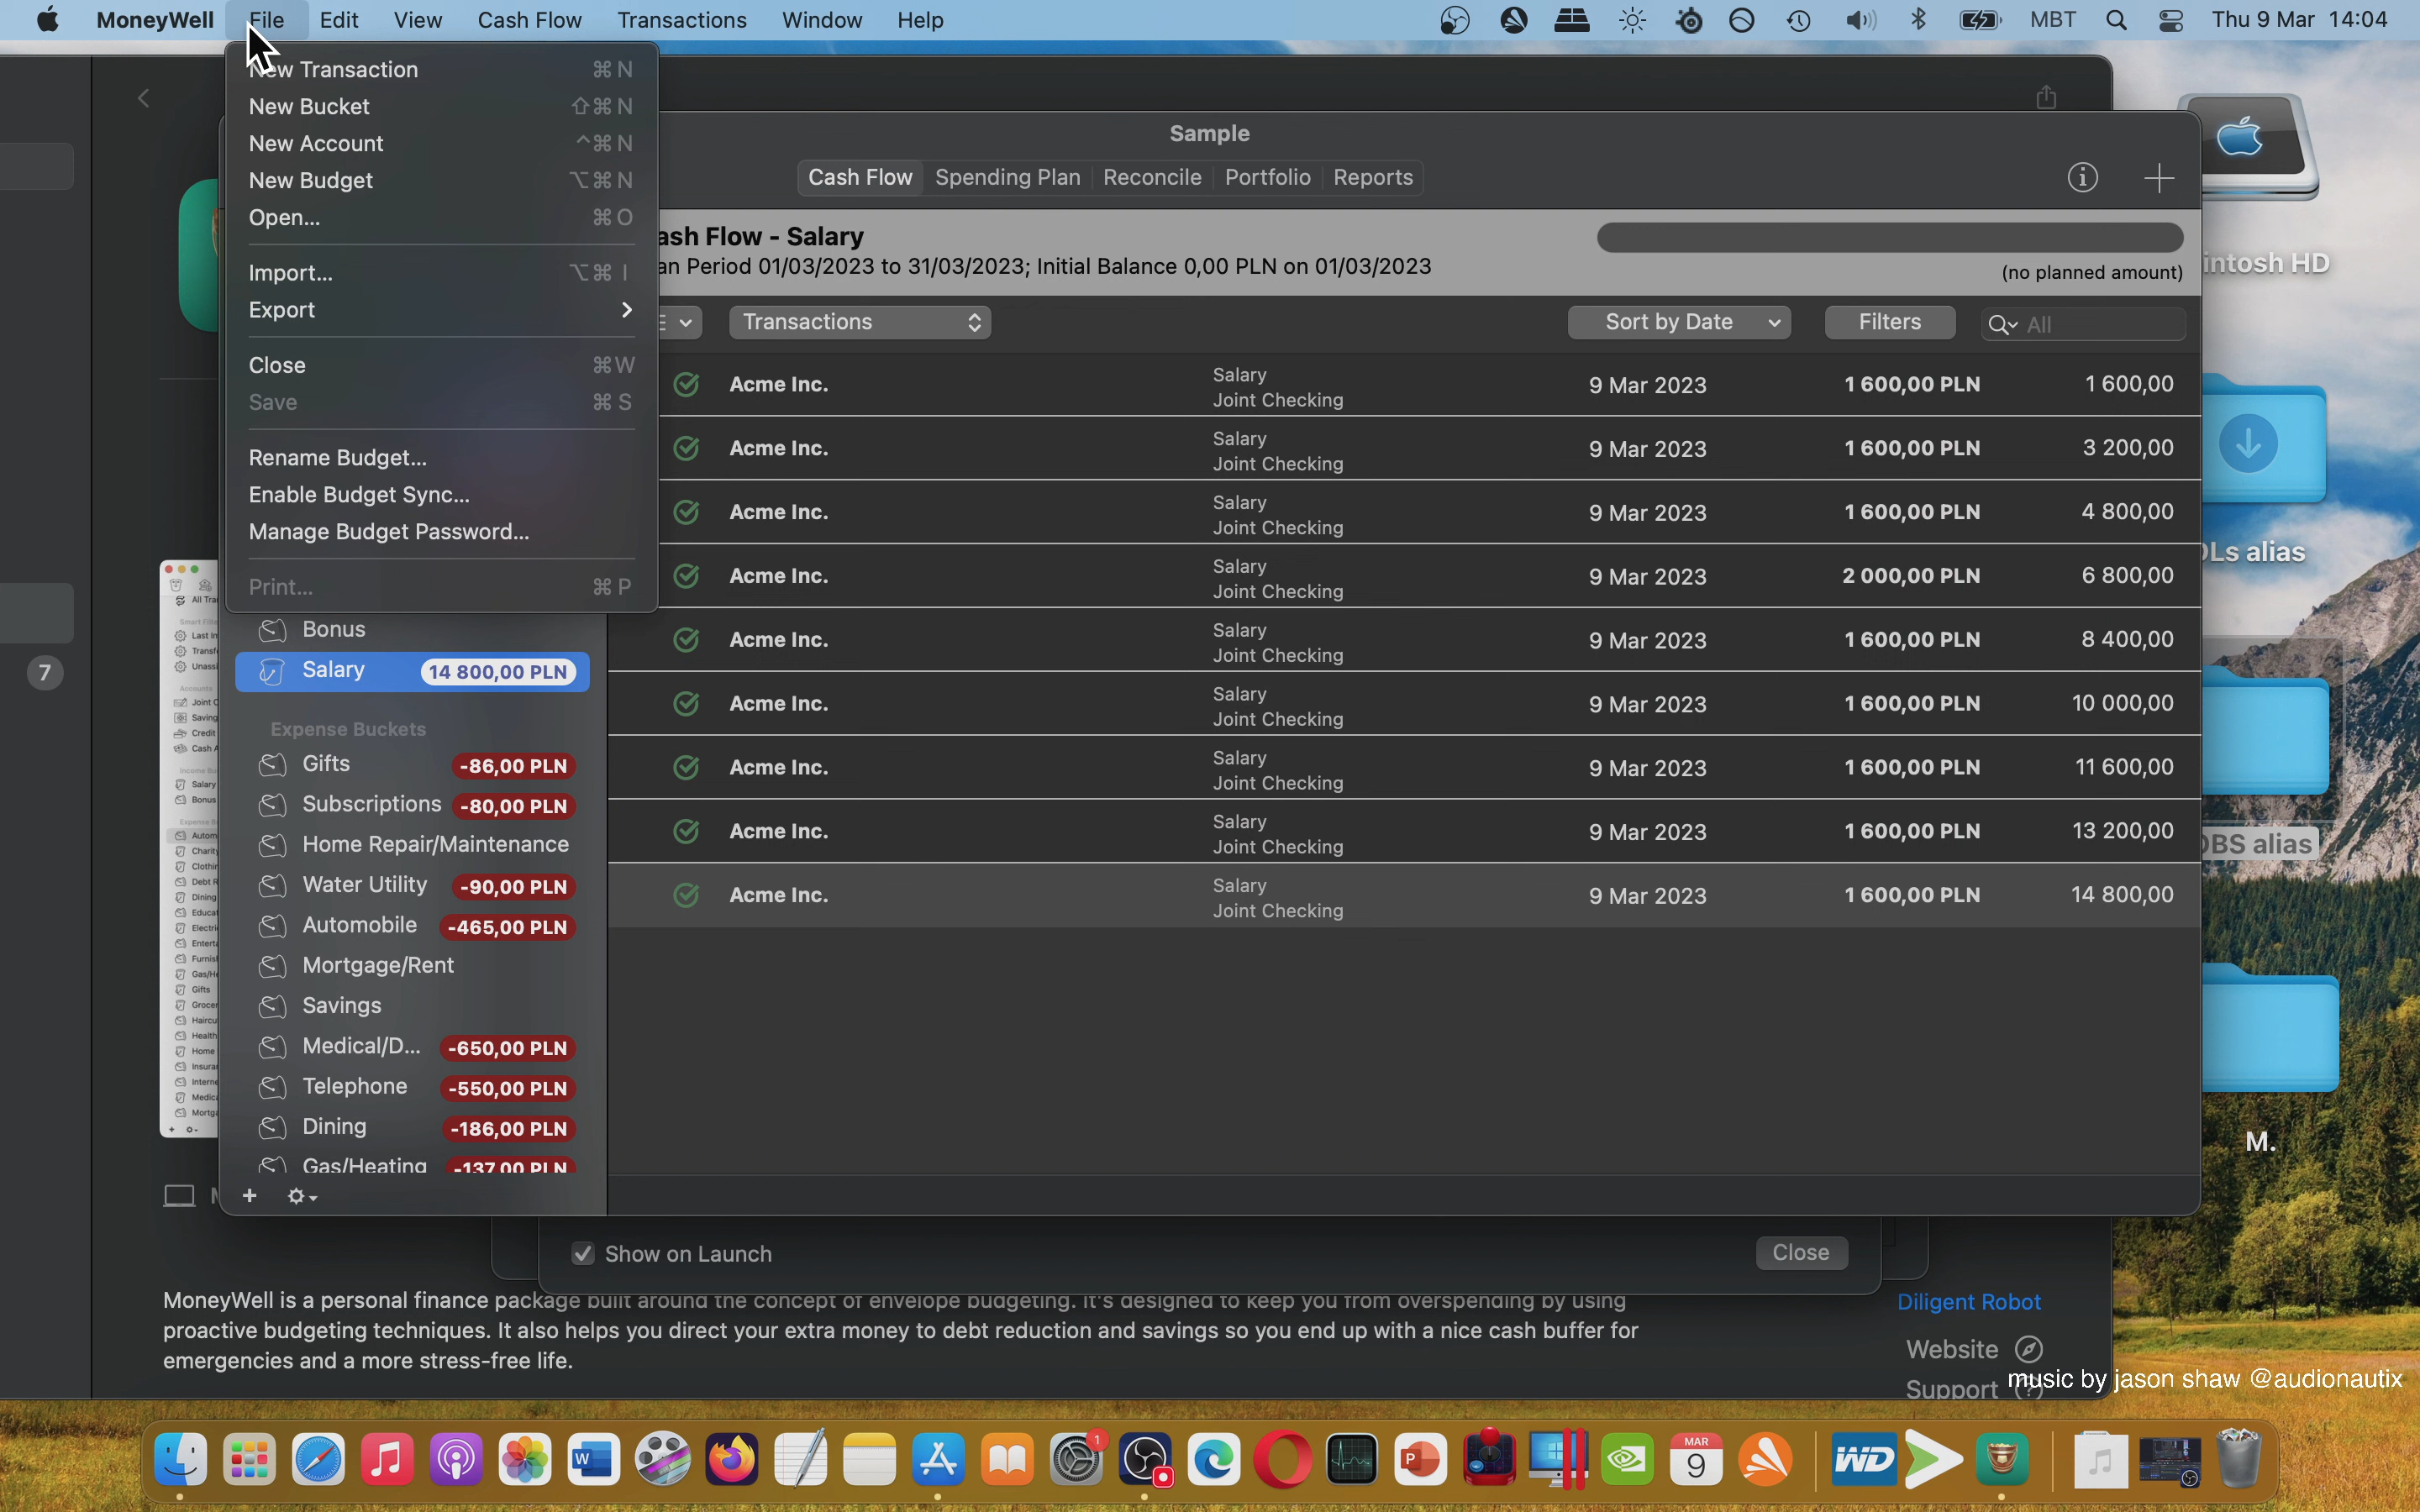 MoneyWell File Edit View Cash Flow Transactions Window Help MBT Thu 9 Mar 14:04
New Transaction ⌘ N
New Bucket ⇧⌘ N
New Account ^⌘ N
New Budget ⌥⌘ N
Open... ⌘ O
Import... ⌥⌘ I
Export
Close ⌘ W
Save ⌘ S
Rename Budget...
Enable Budget Sync...
Manage Budget Password...
Print... ⌘ P
Sample
Cash Flow Spending Plan Reconcile Portfolio Reports
ash Flow - Salary
an Period 01/03/2023 to 31/03/2023; Initial Balance 0,00 PLN on 01/03/2023
(no planned amount)
Transactions Sort by Date Filters All
Acme Inc. Salary 9 Mar 2023 1 600,00 PLN 1 600,00
Joint Checking
Acme Inc. Salary 9 Mar 2023 1 600,00 PLN 3 200,00
Joint Checking
Acme Inc. Salary 9 Mar 2023 1 600,00 PLN 4 800,00
Joint Checking
Acme Inc. Salary 9 Mar 2023 2 000,00 PLN 6 800,00
Joint Checking
Acme Inc. Salary 9 Mar 2023 1 600,00 PLN 8 400,00
Joint Checking
Acme Inc. Salary 9 Mar 2023 1 600,00 PLN 10 000,00
Joint Checking
Acme Inc. Salary 9 Mar 2023 1 600,00 PLN 11 600,00
Joint Checking
Acme Inc. Salary 9 Mar 2023 1 600,00 PLN 13 200,00
Joint Checking
Acme Inc. Salary 9 Mar 2023 1 600,00 PLN 14 800,00
Joint Checking
Bonus
Salary 14 800,00 PLN
Expense Buckets
Gifts -86,00 PLN
Subscriptions -80,00 PLN
Home Repair/Maintenance
Water Utility -90,00 PLN
Automobile -465,00 PLN
Mortgage/Rent
Savings
Medical/D... -650,00 PLN
Telephone -550,00 PLN
Dining -186,00 PLN
Gas/Heating -137,00 PLN
7
intosh HD
DLs alias
OBS alias
M.
Show on Launch Close
MoneyWell is a personal finance package built around the concept of envelope budgeting. It's designed to keep you from overspending by using
proactive budgeting techniques. It also helps you direct your extra money to debt reduction and savings so you end up with a nice cash buffer for
emergencies and a more stress-free life.
Diligent Robot
Website
Support
music by jason shaw @audionautix
1
MAR
9
W
P
WD